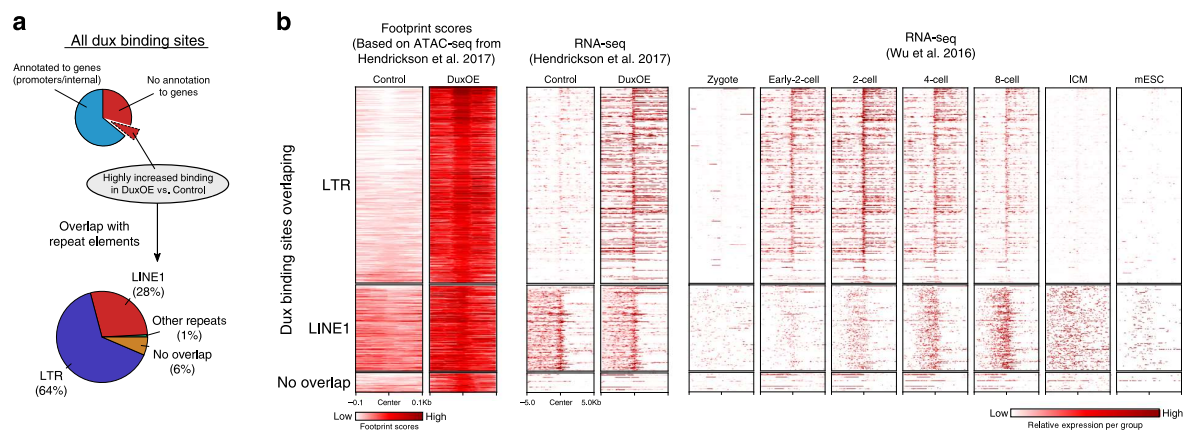 a
All dux binding sites
Annotated to genes
(promoters/internal)
No annotation
to genes
Highly increased binding
in DuxOE vs. Control
Overlap with
repeat elements
LINE1
(28%)
Other repeats
(1%)
No overlap
(6%)
LTR
(64%)
b
Footprint scores
(Based on ATAC-seq from
Hendrickson et al. 2017)
Control
DuxOE
RNA-seq
(Hendrickson et al. 2017)
Control
DuxOE
RNA-seq
(Wu et al. 2016)
Zygote
Early-2-cell
2-cell
4-cell
8-cell
ICM
mESC
Dux binding sites overlaping
LTR
LINE1
No overlap
−0.1
Center
0.1Kb
−5.0
Center
5.0Kb
Low
High
Footprint scores
Low
High
Relative expression per group